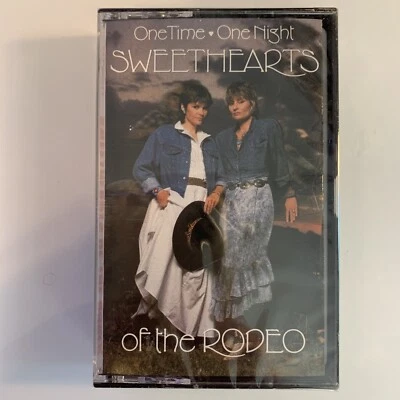 One Time ♥ One Night
SWEETHEARTS
of the RODEO